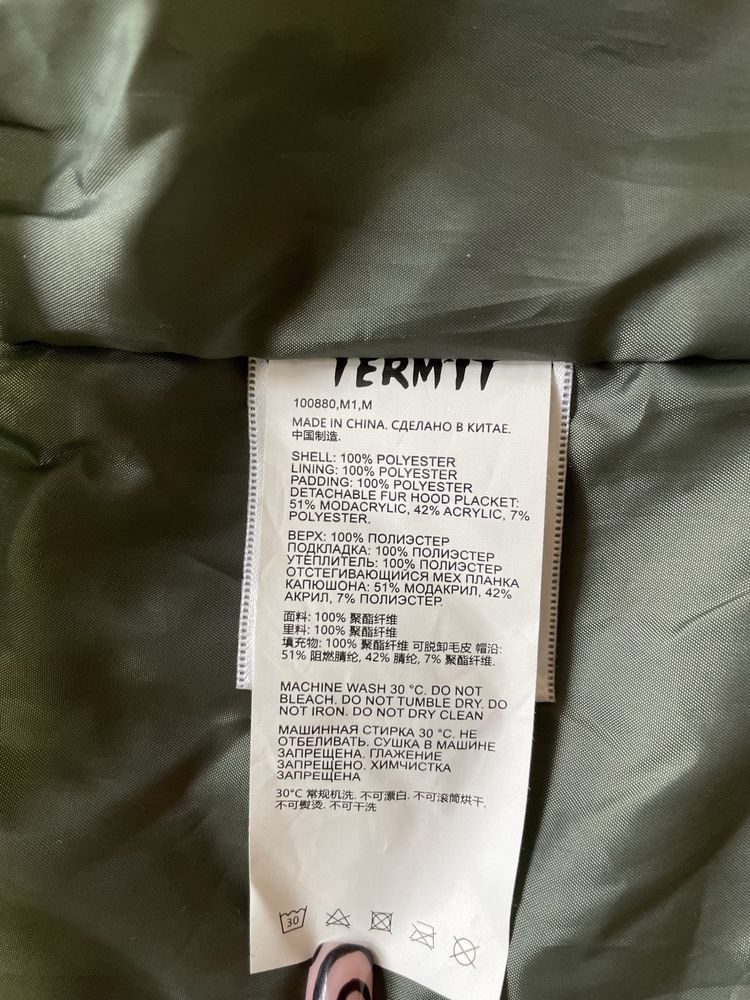 TERMIT
100880,M1,M
MADE IN CHINA. СДЕЛАНО В КИТАЕ.
中国制造.
SHELL: 100% POLYESTER
LINING: 100% POLYESTER
PADDING: 100% POLYESTER
DETACHABLE FUR HOOD PLACKET:
51% MODACRYLIC, 42% ACRYLIC, 7%
POLYESTER.
ВЕРХ: 100% ПОЛИЭСТЕР
ПОДКЛАДКА: 100% ПОЛИЭСТЕР
УТЕПЛИТЕЛЬ: 100% ПОЛИЭСТЕР
ОТСТЕГИВАЮЩИЙСЯ МЕХ ПЛАНКА
КАПЮШОНА: 51% МОДАКРИЛ, 42%
АКРИЛ, 7% ПОЛИЭСТЕР.
面料: 100% 聚酯纤维
里料: 100% 聚酯纤维
填充物: 100% 聚酯纤维 可脱卸毛皮 帽沿:
51% 阻燃腈纶, 42% 腈纶, 7% 聚酯纤维.
MACHINE WASH 30 °C. DO NOT
BLEACH. DO NOT TUMBLE DRY. DO
NOT IRON. DO NOT DRY CLEAN
МАШИННАЯ СТИРКА 30 °C. НЕ
ОТБЕЛИВАТЬ. СУШКА В МАШИНЕ
ЗАПРЕЩЕНА. ГЛАЖЕНИЕ
ЗАПРЕЩЕНО. ХИМЧИСТКА
ЗАПРЕЩЕНА
30°C 常规机洗. 不可漂白. 不可滚筒烘干.
不可熨烫. 不可干洗
30